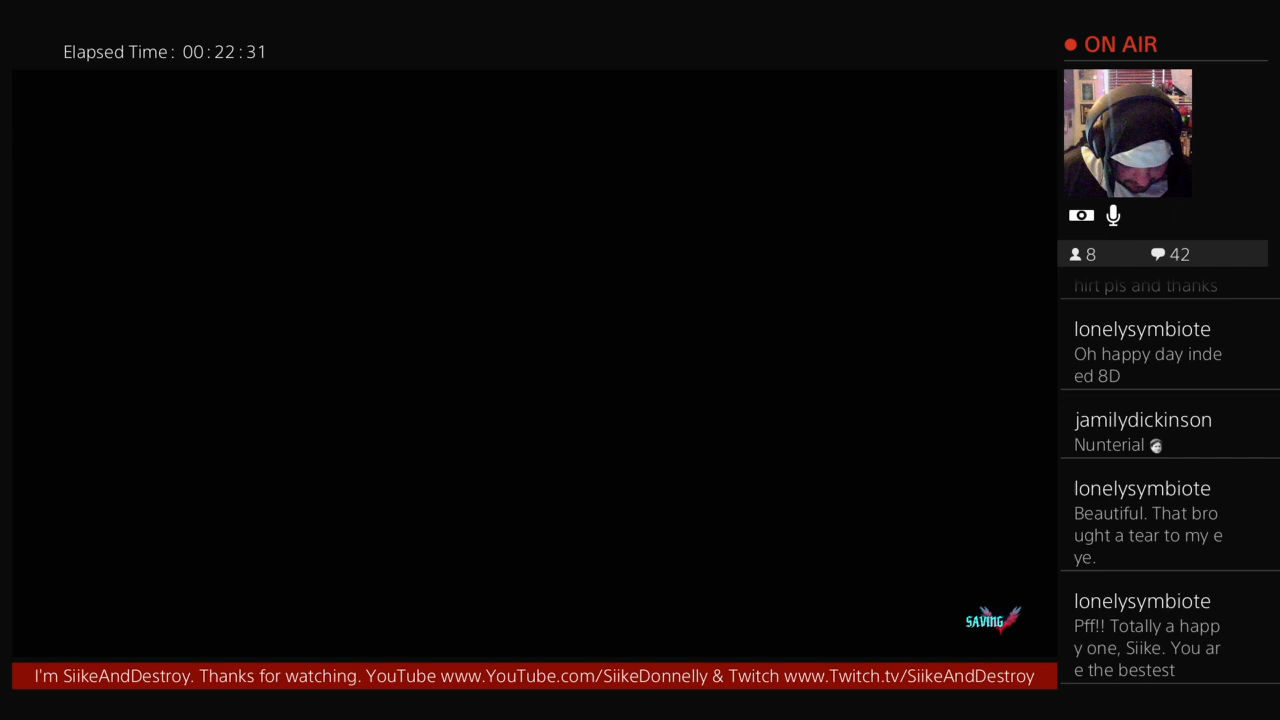 Elapsed Time: 00:22:31
ON AIR
8
42
hirt pls and thanks
lonelysymbiote
Oh happy day inde
ed 8D
jamilydickinson
Nunterial
lonelysymbiote
Beautiful. That bro
ught a tear to my e
ye.
lonelysymbiote
Pff!! Totally a happ
y one, Siike. You ar
e the bestest
SAVING
I'm SiikeAndDestroy. Thanks for watching. YouTube www.YouTube.com/SiikeDonnelly & Twitch www.Twitch.tv/SiikeAndDestroy